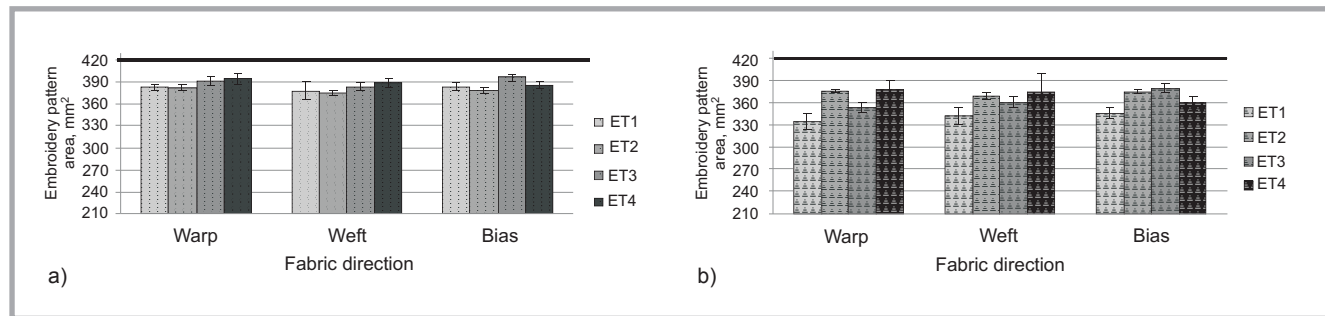 Embroidery pattern
area, mm²
420
390
360
330
300
270
240
210
Warp
Weft
Bias
Fabric direction
ET1
ET2
ET3
ET4
a)
Embroidery pattern
area, mm²
420
390
360
330
300
270
240
210
Warp
Weft
Bias
Fabric direction
ET1
ET2
ET3
ET4
b)